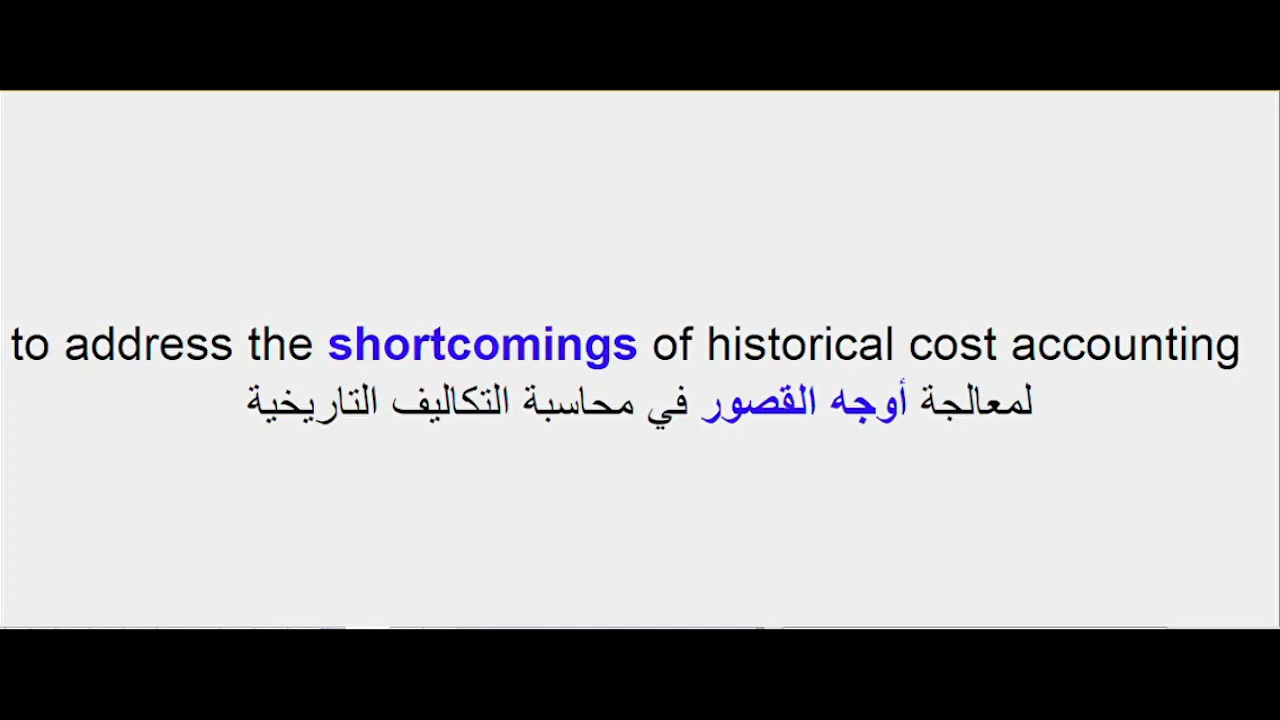 to address the shortcomings of historical cost accounting
لمعالجة أوجه القصور في محاسبة التكاليف التاريخية